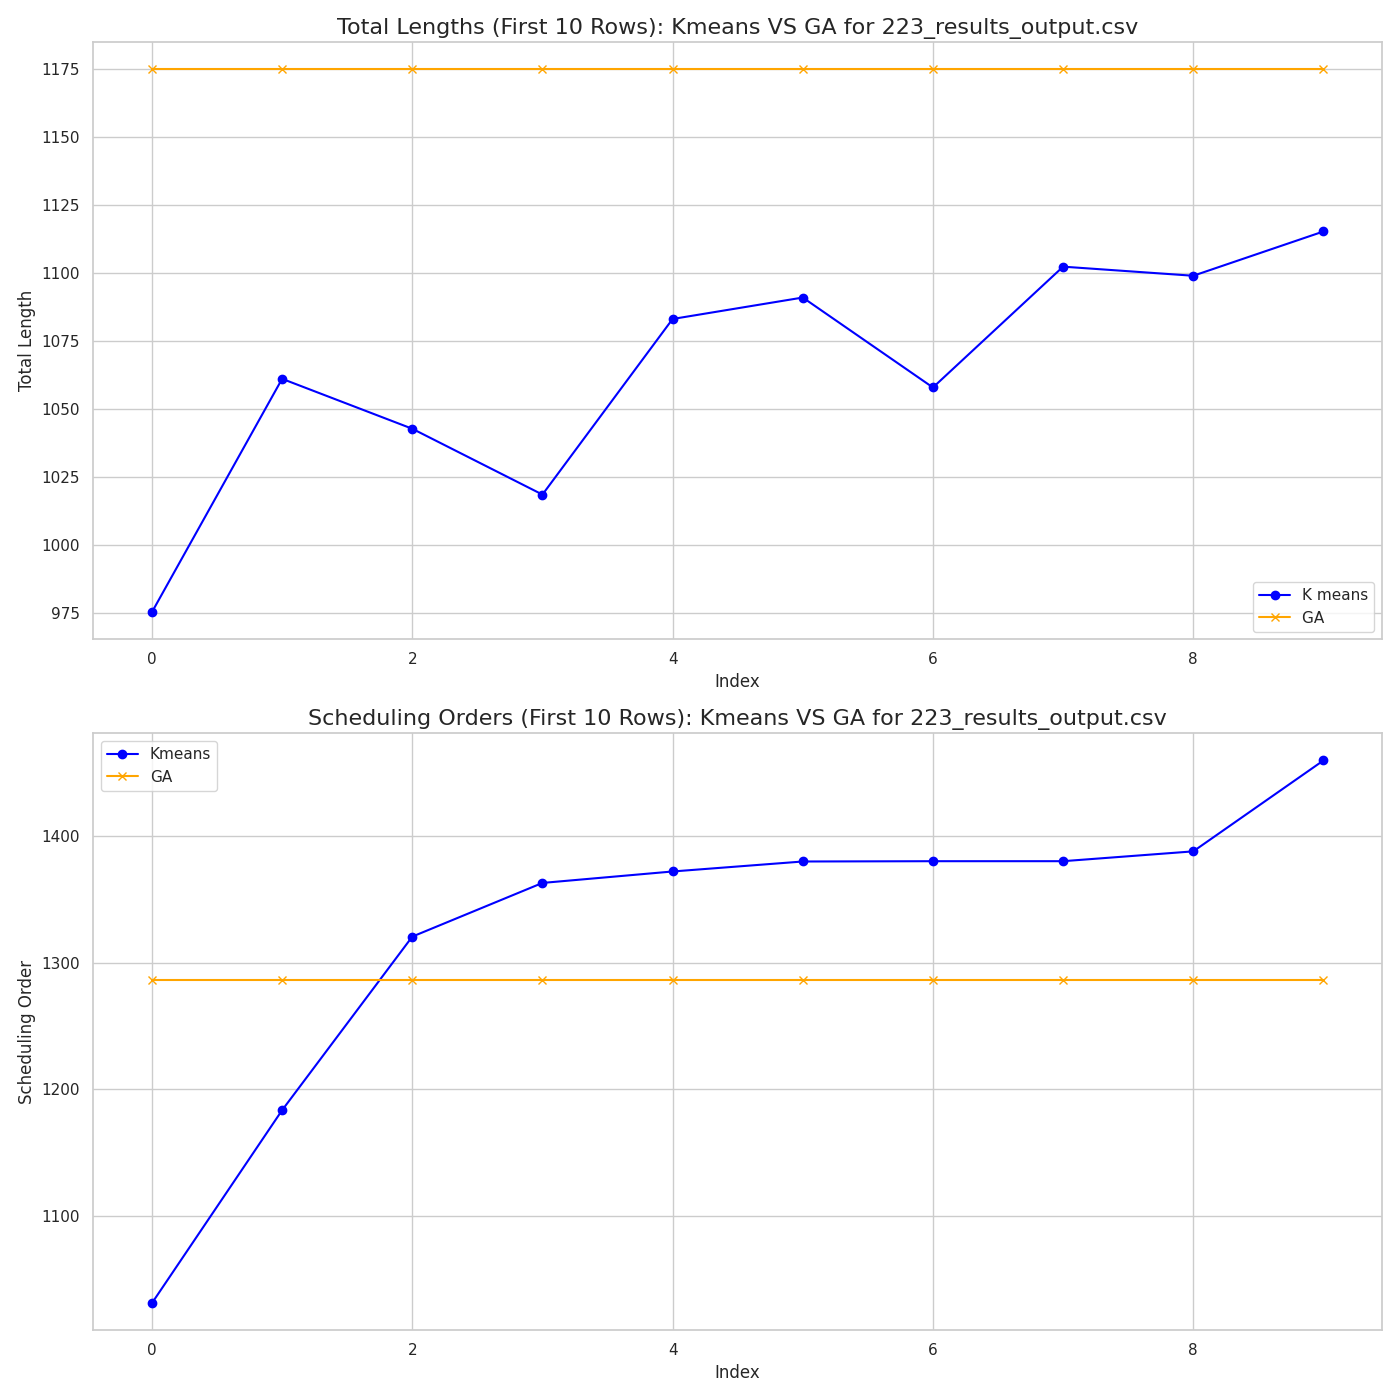 Total Lengths (First 10 Rows): Kmeans VS GA for 223_results_output.csv
1175
1150
1125
1100
1075
1050
1025
1000
975
Total Length
K means
GA
0 2 4 6 8
Index
Scheduling Orders (First 10 Rows): Kmeans VS GA for 223_results_output.csv
Kmeans
GA
1400
1300
1200
1100
Scheduling Order
0 2 4 6 8
Index